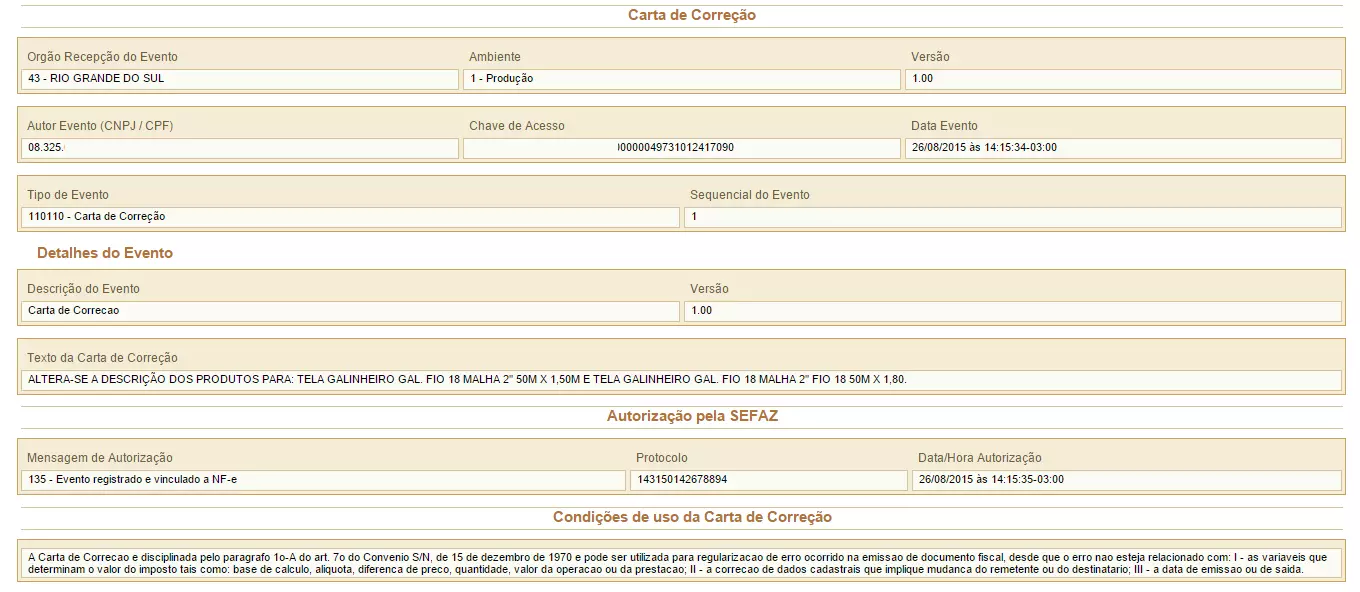 Carta de Correção
Orgão Recepção do Evento
Ambiente
Versão
43 - RIO GRANDE DO SUL
1 - Produção
1.00
Autor Evento (CNPJ / CPF)
Chave de Acesso
Data Evento
08.325.
00000049731012417090
26/08/2015 às 14:15:34-03:00
Tipo de Evento
Sequencial do Evento
110110 - Carta de Correção
1
Detalhes do Evento
Descrição do Evento
Versão
Carta de Correcao
1.00
Texto da Carta de Correção
ALTERA-SE A DESCRIÇÃO DOS PRODUTOS PARA: TELA GALINHEIRO GAL. FIO 18 MALHA 2" 50M X 1,50M E TELA GALINHEIRO GAL. FIO 18 MALHA 2" FIO 18 50M X 1,80.
Autorização pela SEFAZ
Mensagem de Autorização
Protocolo
Data/Hora Autorização
135 - Evento registrado e vinculado a NF-e
143150142678894
26/08/2015 às 14:15:35-03:00
Condições de uso da Carta de Correção
A Carta de Correcao e disciplinada pelo paragrafo 1o-A do art. 7o do Convenio S/N, de 15 de dezembro de 1970 e pode ser utilizada para regularizacao de erro ocorrido na emissao de documento fiscal, desde que o erro nao esteja relacionado com: I - as variaveis que
determinam o valor do imposto tais como: base de calculo, aliquota, diferenca de preco, quantidade, valor da operacao ou da prestacao; II - a correcao de dados cadastrais que implique mudanca do remetente ou do destinatario; III - a data de emissao ou de saida.